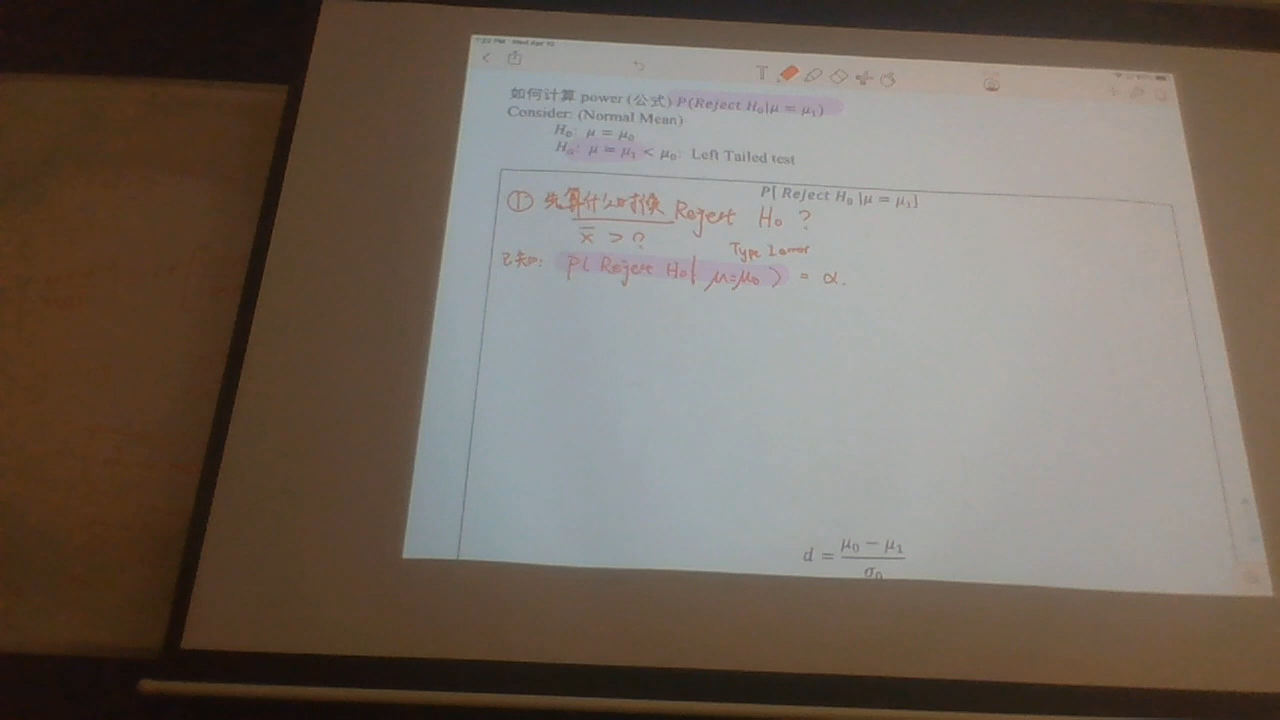 如何计算 power (公式) P(Reject H₀|μ = μ₁)
Consider: (Normal Mean)
H₀: μ = μ₀
Hₐ: μ = μ₁ < μ₀: Left Tailed test
P[ Reject H₀ |μ = μ₁]
① 先算什么时候 Reject H₀ ?
x̄ > ?
Type I error
已知: P( Reject H₀| μ=μ₀ ) = α.
d = (μ₀ − μ₁)/σ₀